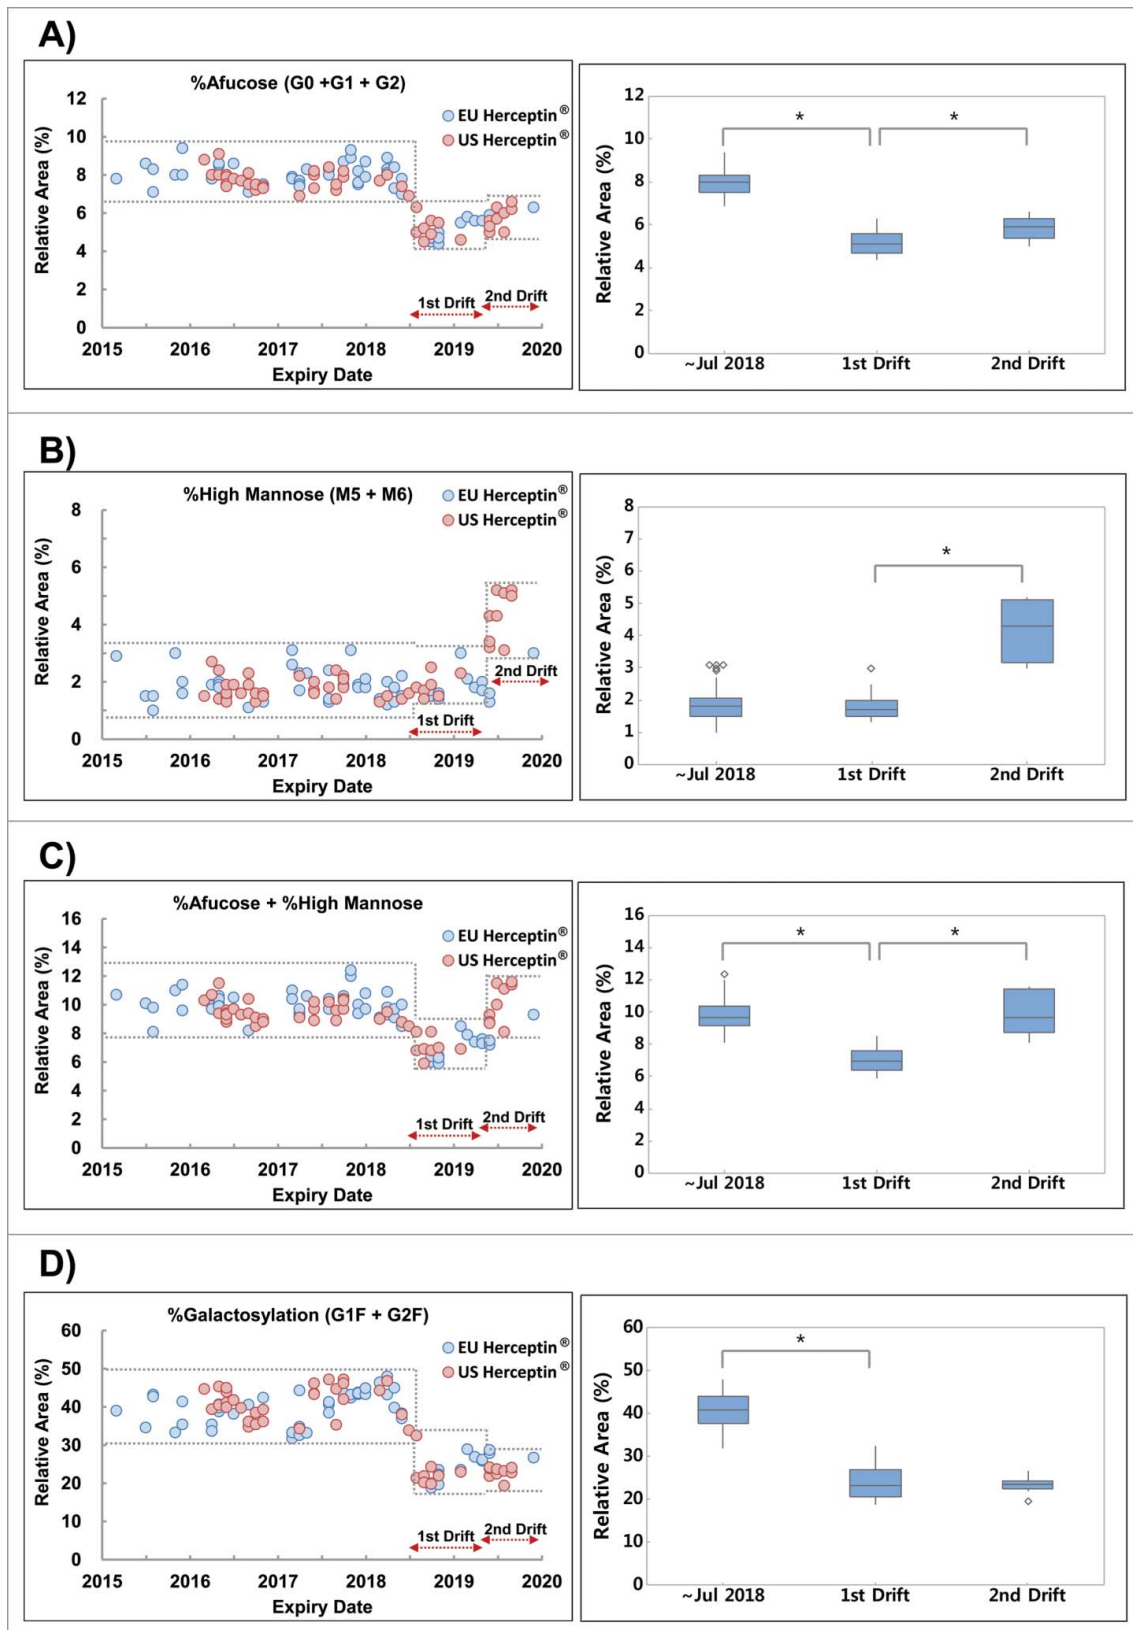 A)
%Afucose (G0 +G1 + G2)
EU Herceptin®
US Herceptin®
Relative Area (%)
12
10
8
6
4
2
0
1st Drift
2nd Drift
2015 2016 2017 2018 2019 2020
Expiry Date
Relative Area (%)
12
10
8
6
4
2
0
* *
~Jul 2018 1st Drift 2nd Drift
B)
%High Mannose (M5 + M6)
EU Herceptin®
US Herceptin®
Relative Area (%)
8
6
4
2
0
2nd Drift
1st Drift
2015 2016 2017 2018 2019 2020
Expiry Date
Relative Area (%)
8
7
6
5
4
3
2
1
0
*
~Jul 2018 1st Drift 2nd Drift
C)
%Afucose + %High Mannose
EU Herceptin®
US Herceptin®
Relative Area (%)
16
14
12
10
8
6
4
2
0
1st Drift
2nd Drift
2015 2016 2017 2018 2019 2020
Expiry Date
Relative Area (%)
16
14
12
10
8
6
4
2
0
* *
~Jul 2018 1st Drift 2nd Drift
D)
%Galactosylation (G1F + G2F)
EU Herceptin®
US Herceptin®
Relative Area (%)
60
50
40
30
20
10
0
1st Drift
2nd Drift
2015 2016 2017 2018 2019 2020
Expiry Date
Relative Area (%)
60
50
40
30
20
10
0
*
~Jul 2018 1st Drift 2nd Drift